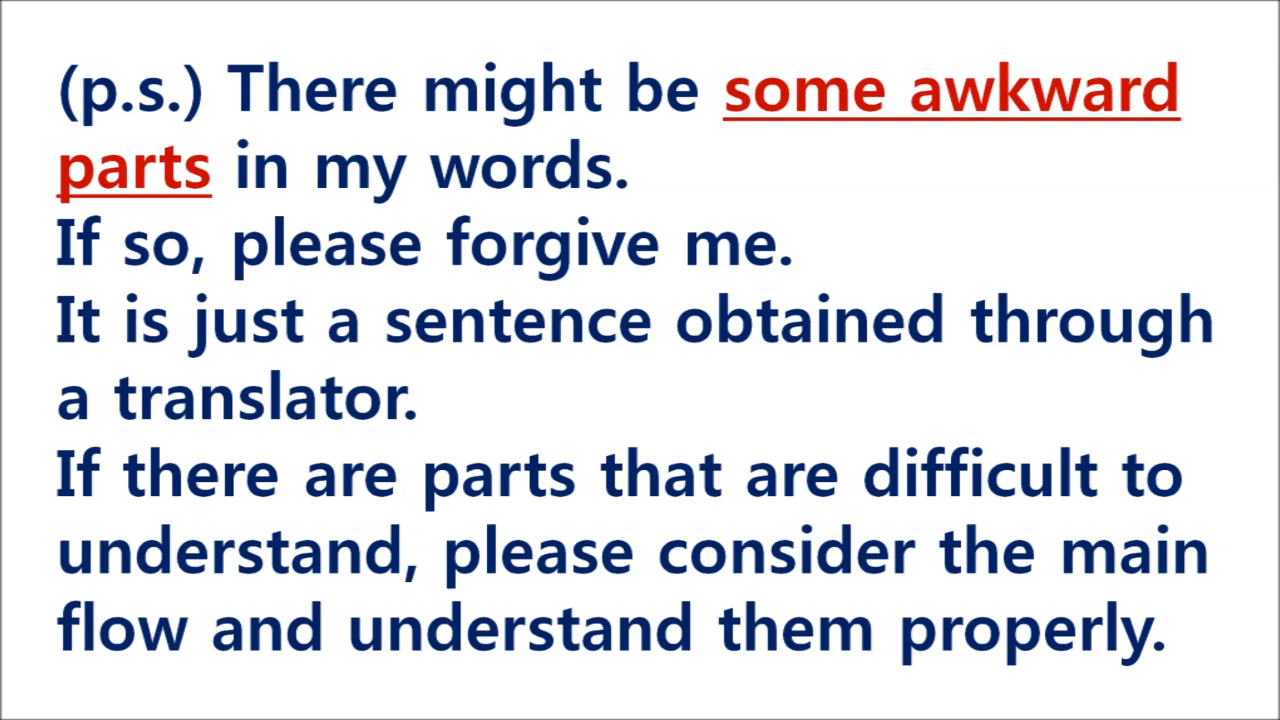 (p.s.) There might be some awkward
parts in my words.
If so, please forgive me.
It is just a sentence obtained through
a translator.
If there are parts that are difficult to
understand, please consider the main
flow and understand them properly.